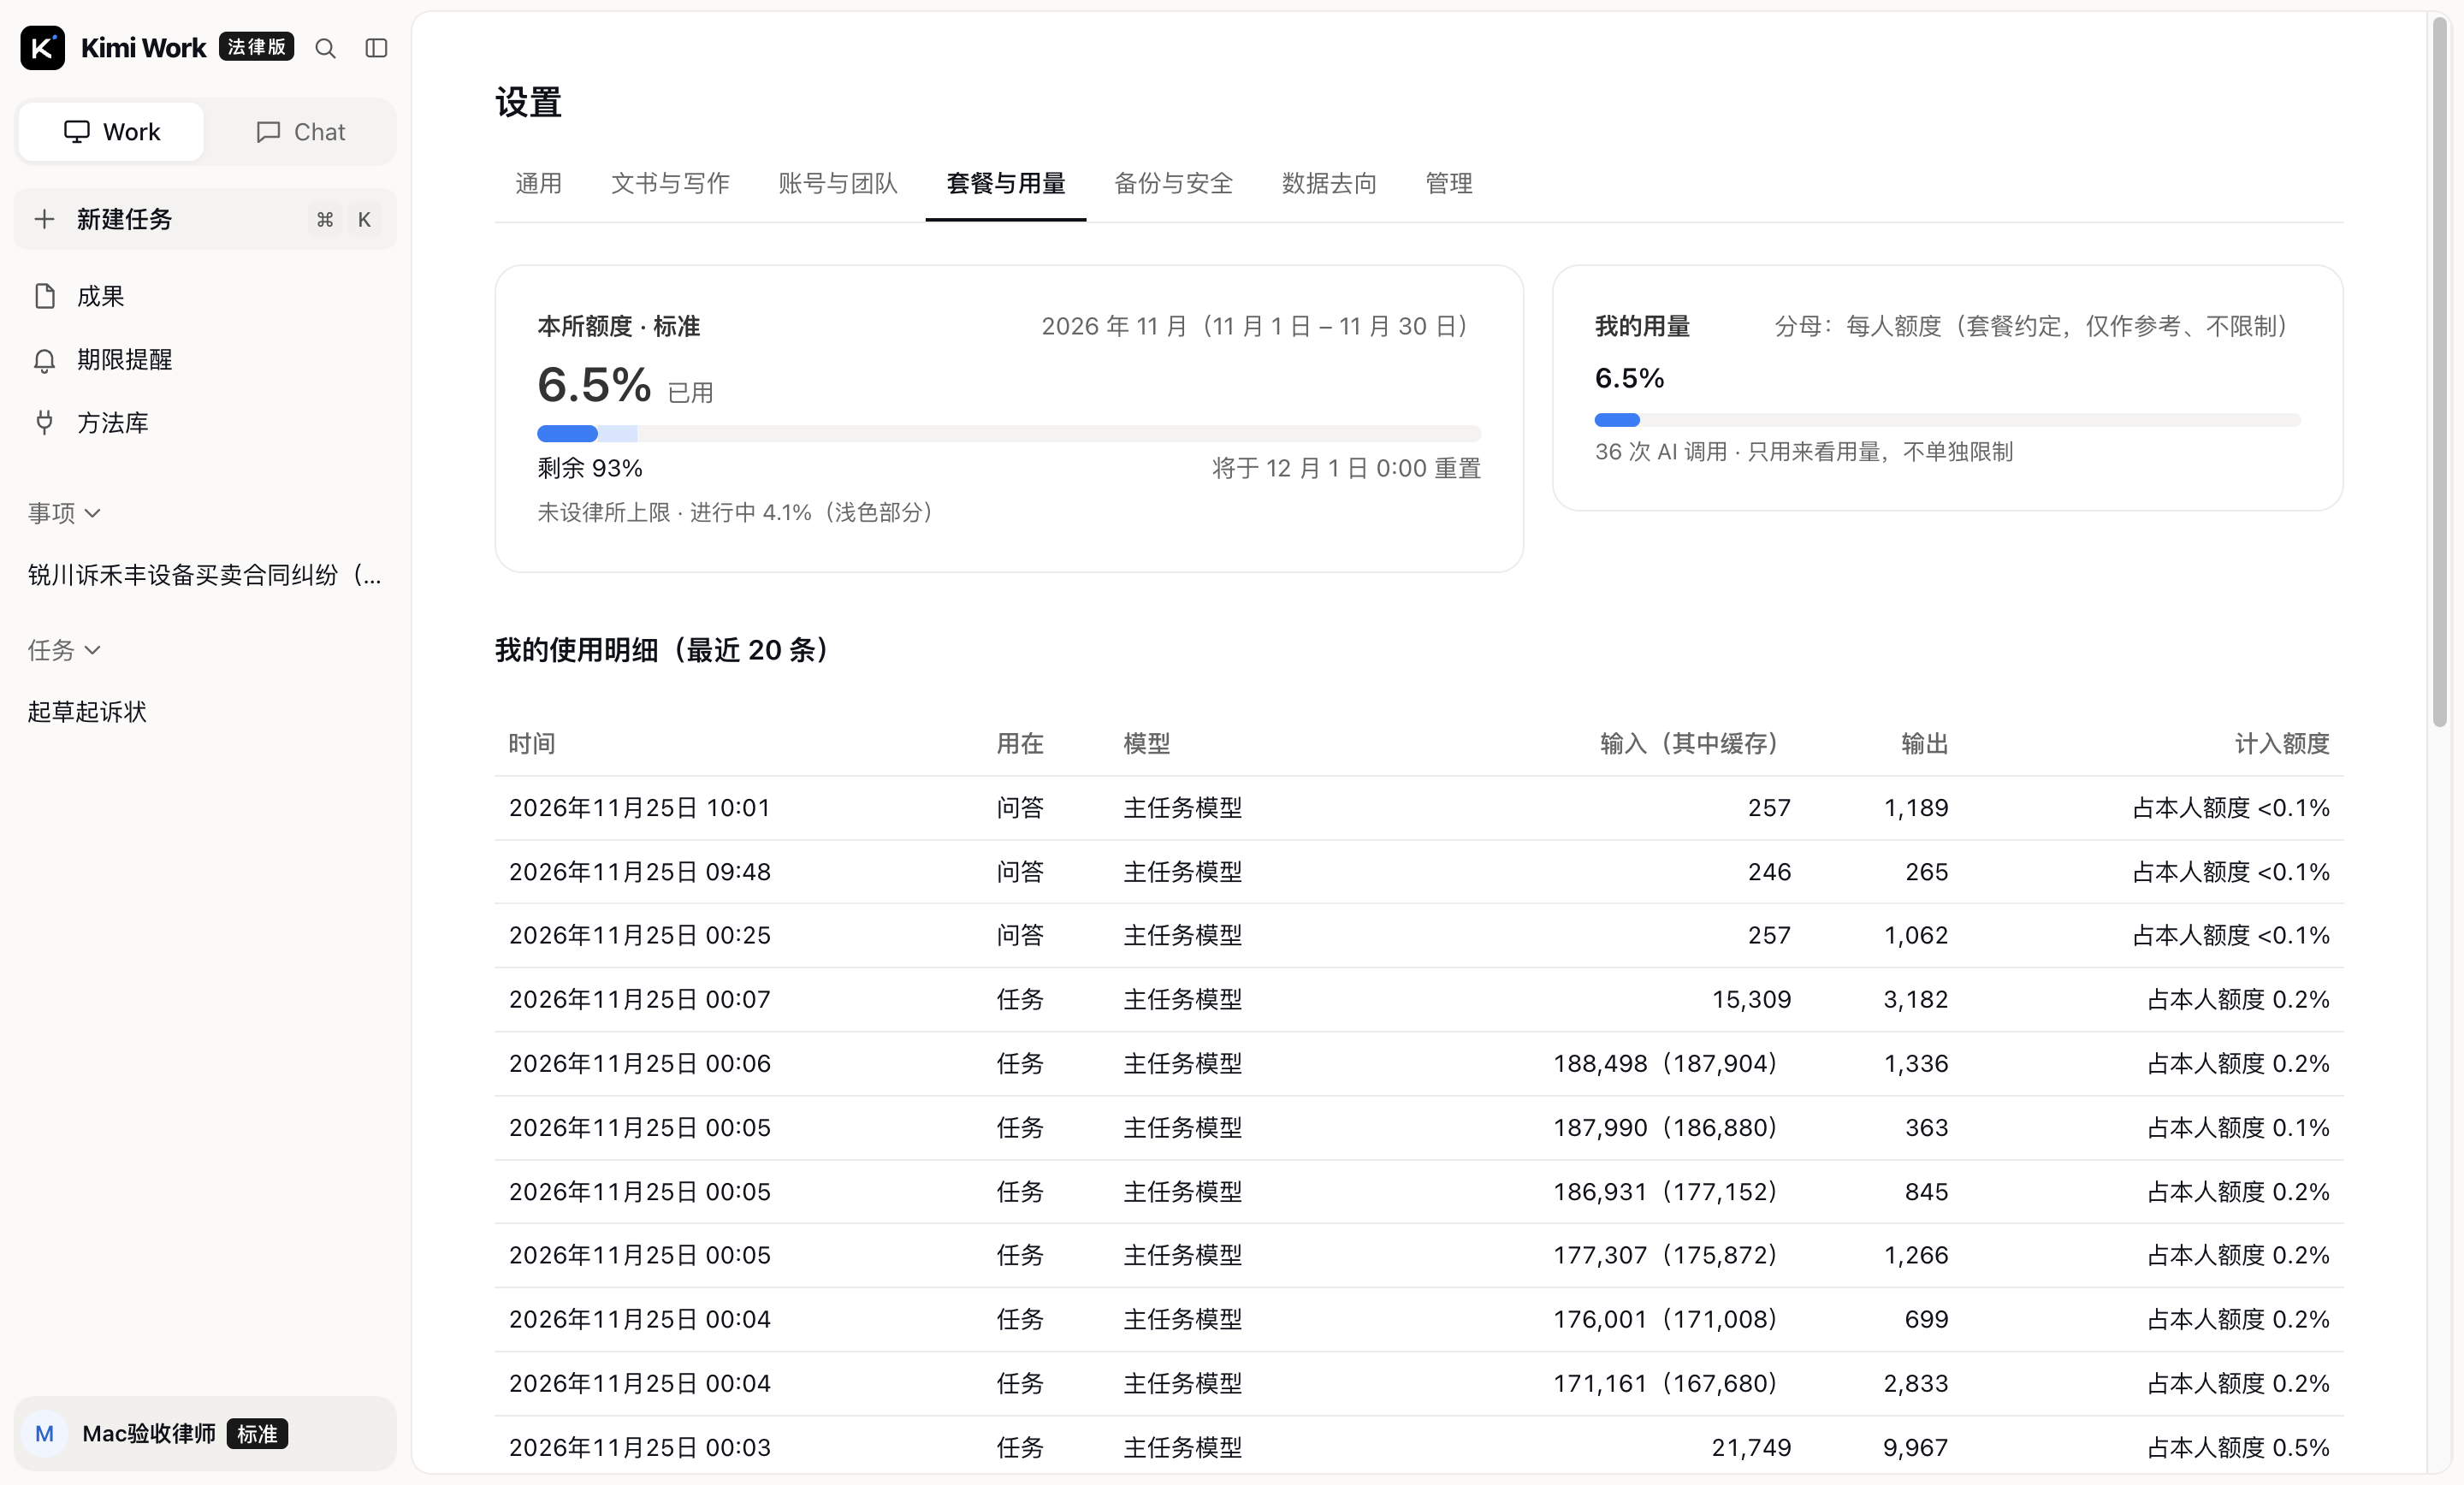 Kimi Work 法律版
Work
Chat
新建任务 ⌘ K
成果
期限提醒
方法库
事项
锐川诉禾丰设备买卖合同纠纷（...
任务
起草起诉状
M Mac验收律师 标准
设置
通用 文书与写作 账号与团队 套餐与用量 备份与安全 数据去向 管理
本所额度 · 标准 2026 年 11 月（11 月 1 日 – 11 月 30 日）
6.5% 已用
剩余 93% 将于 12 月 1 日 0:00 重置
未设律所上限 · 进行中 4.1%（浅色部分）
我的用量 分母：每人额度（套餐约定，仅作参考、不限制）
6.5%
36 次 AI 调用 · 只用来看用量，不单独限制
我的使用明细（最近 20 条）
时间 用在 模型 输入（其中缓存） 输出 计入额度
2026年11月25日 10:01 问答 主任务模型 257 1,189 占本人额度 <0.1%
2026年11月25日 09:48 问答 主任务模型 246 265 占本人额度 <0.1%
2026年11月25日 00:25 问答 主任务模型 257 1,062 占本人额度 <0.1%
2026年11月25日 00:07 任务 主任务模型 15,309 3,182 占本人额度 0.2%
2026年11月25日 00:06 任务 主任务模型 188,498（187,904） 1,336 占本人额度 0.2%
2026年11月25日 00:05 任务 主任务模型 187,990（186,880） 363 占本人额度 0.1%
2026年11月25日 00:05 任务 主任务模型 186,931（177,152） 845 占本人额度 0.2%
2026年11月25日 00:05 任务 主任务模型 177,307（175,872） 1,266 占本人额度 0.2%
2026年11月25日 00:04 任务 主任务模型 176,001（171,008） 699 占本人额度 0.2%
2026年11月25日 00:04 任务 主任务模型 171,161（167,680） 2,833 占本人额度 0.2%
2026年11月25日 00:03 任务 主任务模型 21,749 9,967 占本人额度 0.5%